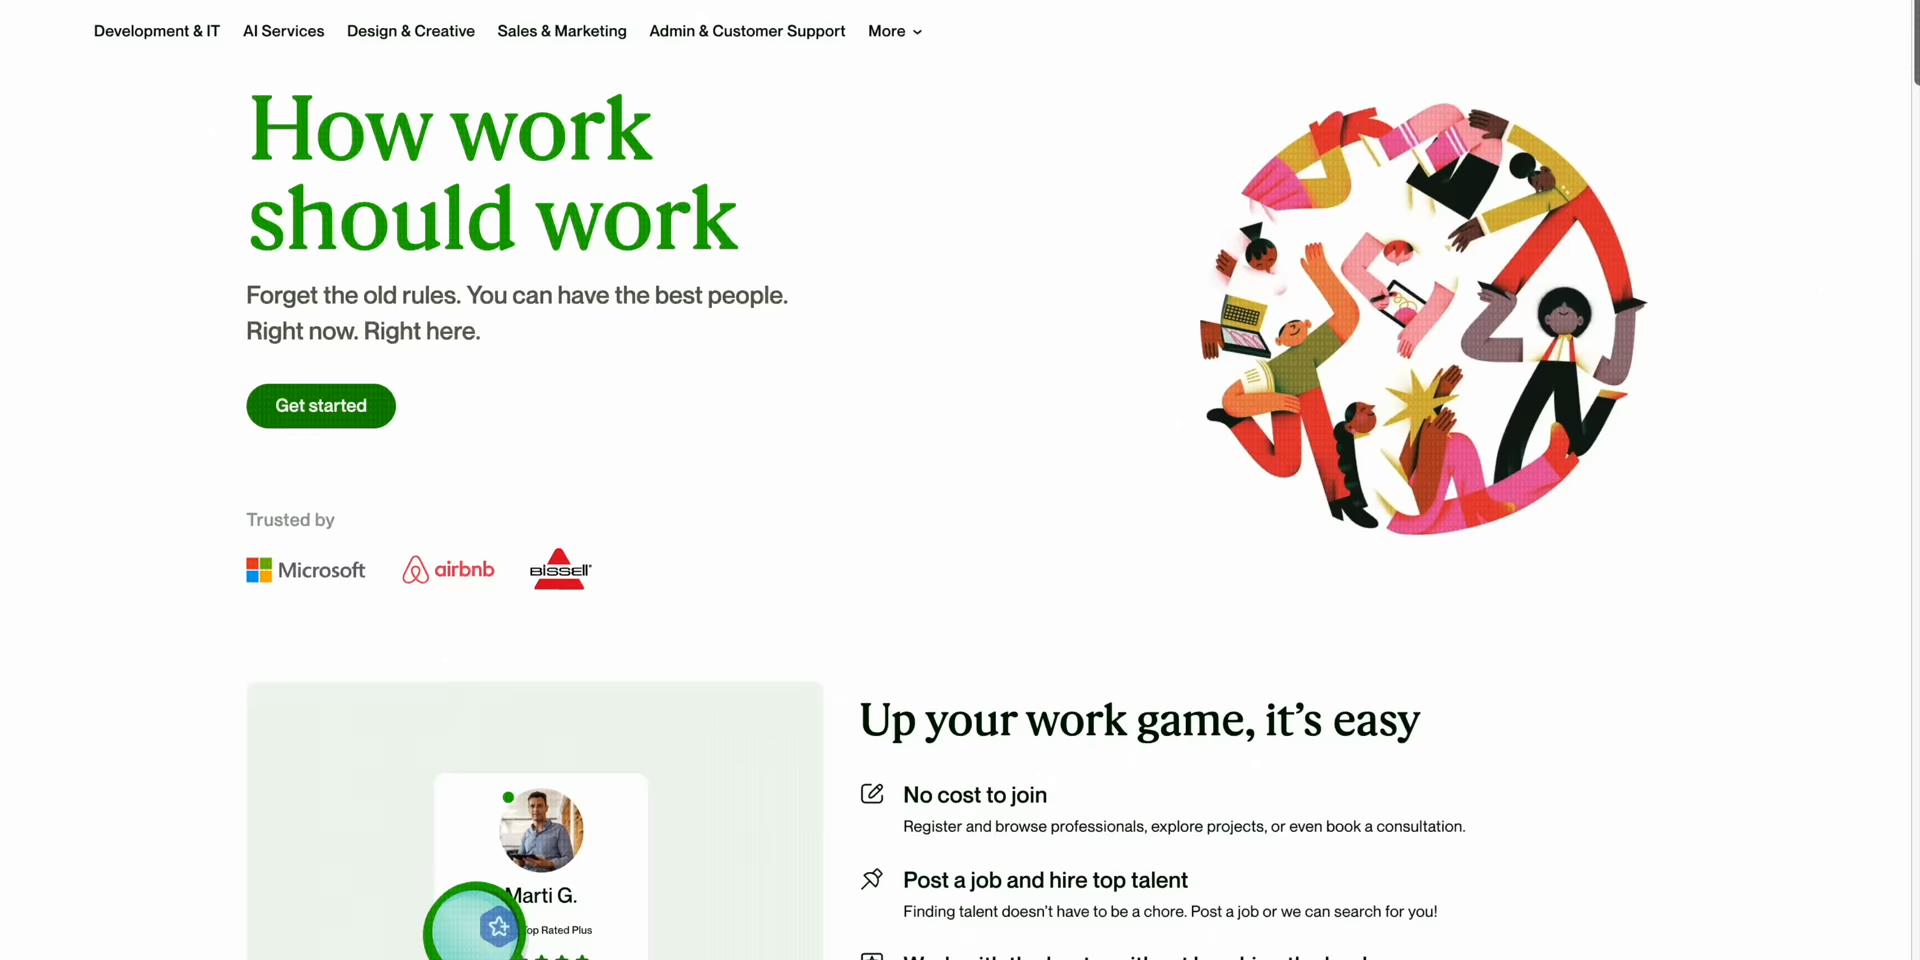 Development & IT
AI Services
Design & Creative
Sales & Marketing
Admin & Customer Support
More
How work
should work
Forget the old rules. You can have the best people.
Right now. Right here.
Get started
Trusted by
Microsoft
airbnb
BISSELL
Up your work game, it's easy
No cost to join
Register and browse professionals, explore projects, or even book a consultation.
Post a job and hire top talent
Finding talent doesn't have to be a chore. Post a job or we can search for you!
Marti G.
Top Rated Plus